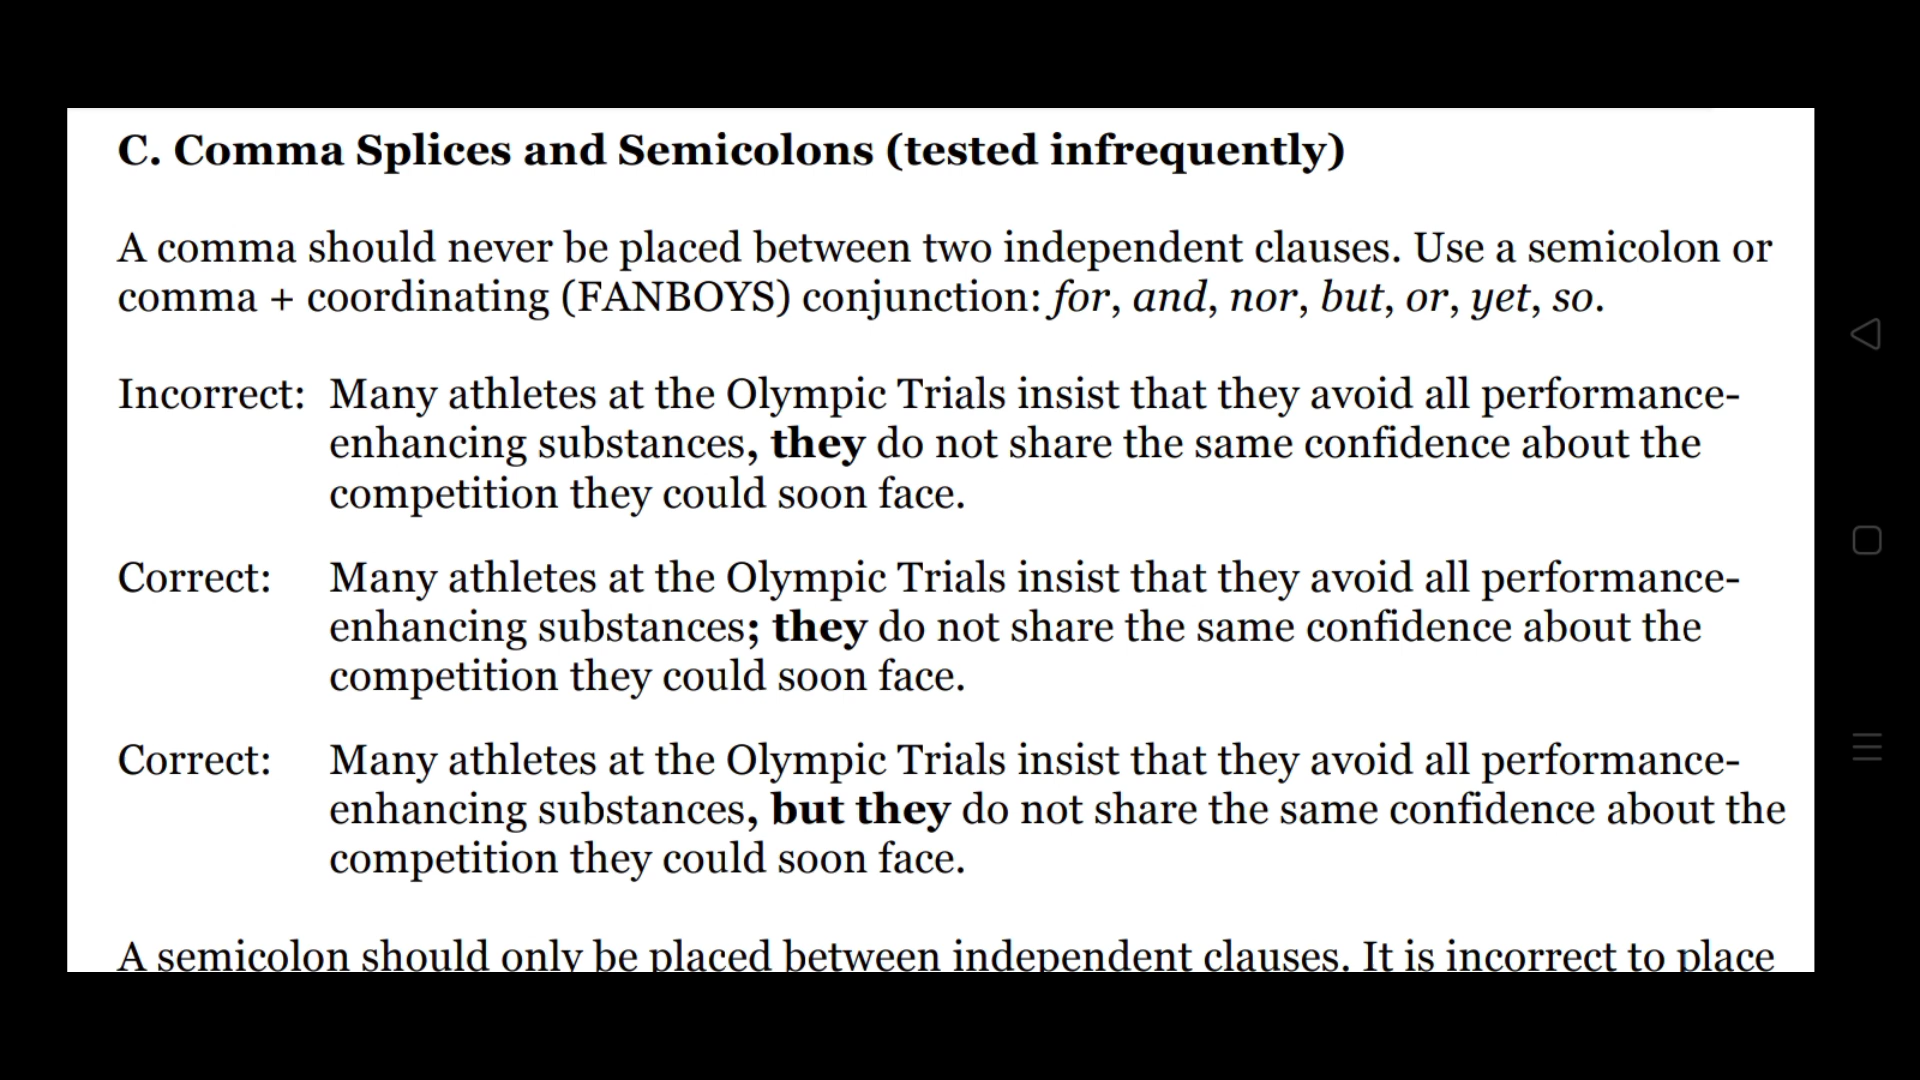 C. Comma Splices and Semicolons (tested infrequently)
A comma should never be placed between two independent clauses. Use a semicolon or
comma + coordinating (FANBOYS) conjunction: for, and, nor, but, or, yet, so.
Incorrect: Many athletes at the Olympic Trials insist that they avoid all performance-
enhancing substances, they do not share the same confidence about the
competition they could soon face.
Correct: Many athletes at the Olympic Trials insist that they avoid all performance-
enhancing substances; they do not share the same confidence about the
competition they could soon face.
Correct: Many athletes at the Olympic Trials insist that they avoid all performance-
enhancing substances, but they do not share the same confidence about the
competition they could soon face.
A semicolon should only be placed between independent clauses. It is incorrect to place